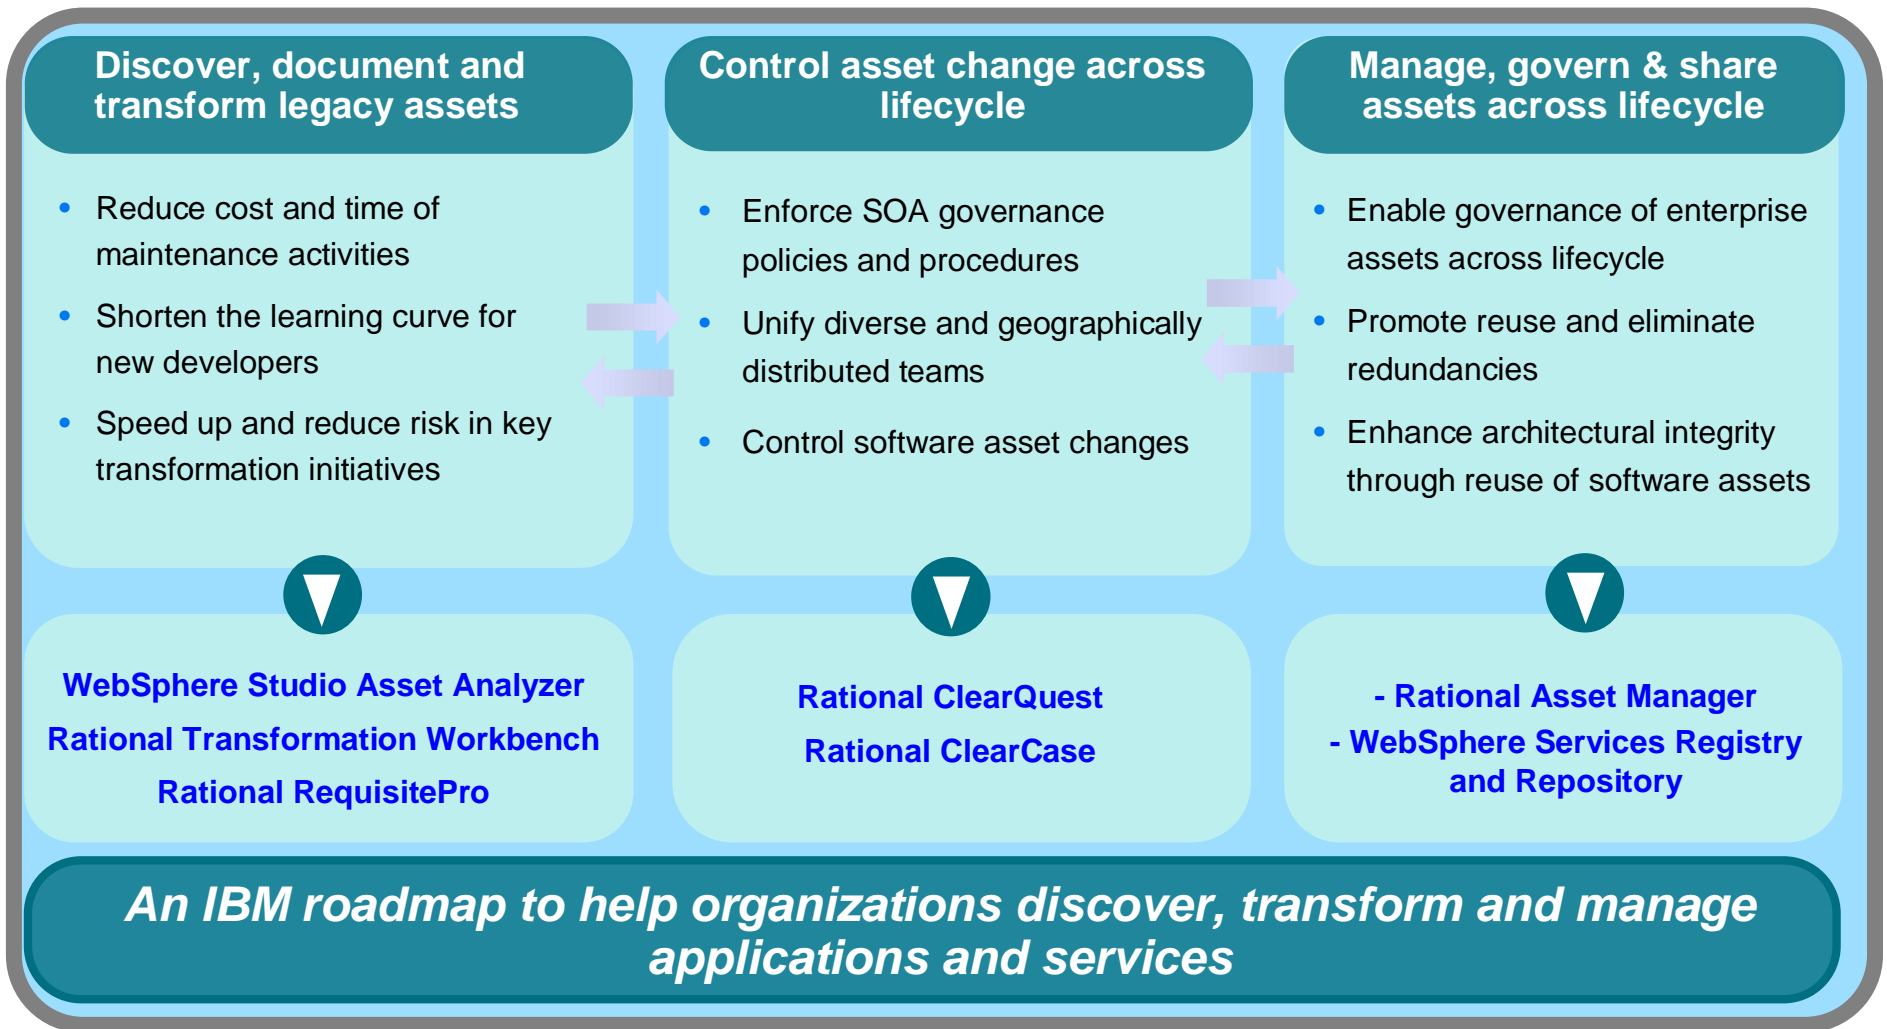 Discover, document and
transform legacy assets
• Reduce cost and time of
maintenance activities
• Shorten the learning curve for
new developers
• Speed up and reduce risk in key
transformation initiatives
WebSphere Studio Asset Analyzer
Rational Transformation Workbench
Rational RequisitePro
Control asset change across
lifecycle
• Enforce SOA governance
policies and procedures
• Unify diverse and geographically
distributed teams
• Control software asset changes
Rational ClearQuest
Rational ClearCase
Manage, govern & share
assets across lifecycle
• Enable governance of enterprise
assets across lifecycle
• Promote reuse and eliminate
redundancies
• Enhance architectural integrity
through reuse of software assets
- Rational Asset Manager
- WebSphere Services Registry
and Repository
An IBM roadmap to help organizations discover, transform and manage
applications and services